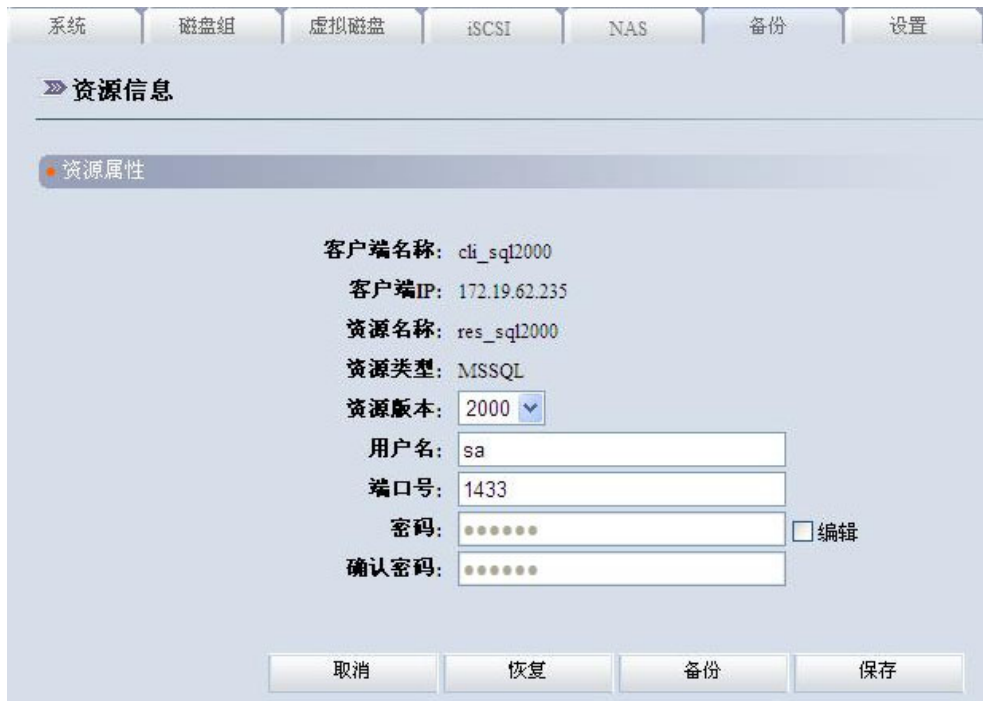 系统 磁盘组 虚拟磁盘 iSCSI NAS 备份 设置
资源信息
资源属性
客户端名称: cli_sql2000
客户端IP: 172.19.62.235
资源名称: res_sql2000
资源类型: MSSQL
资源版本: 2000
用户名: sa
端口号: 1433
密码: ●●●●●● 编辑
确认密码: ●●●●●●
取消 恢复 备份 保存